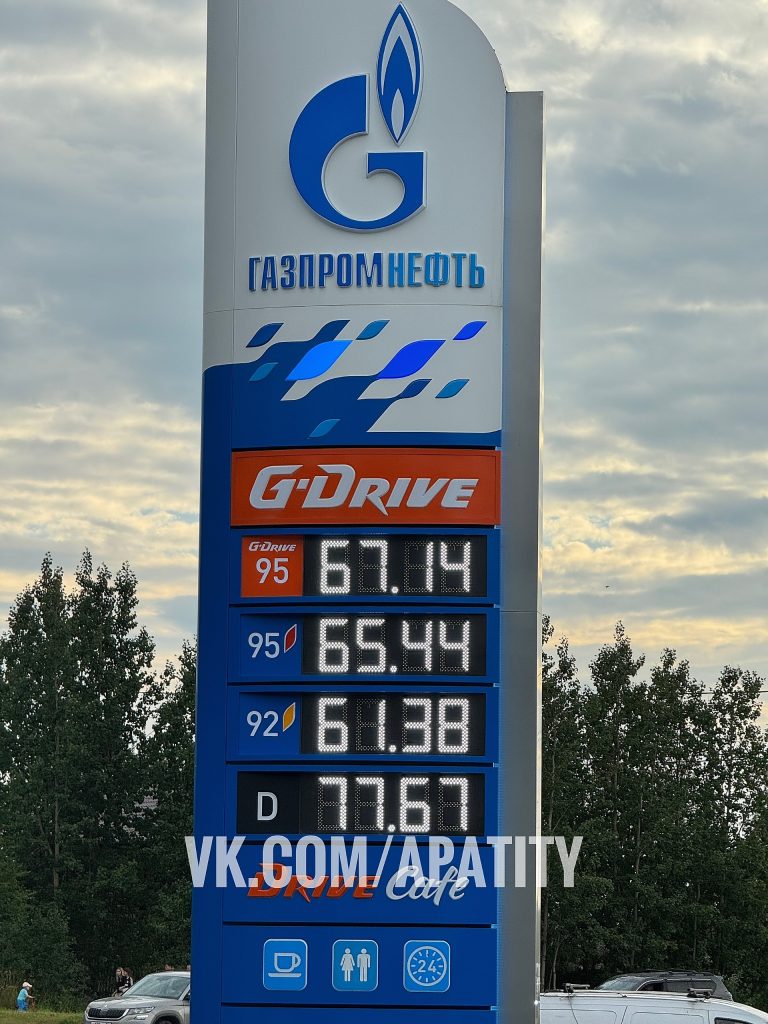 ГАЗПРОМНЕФТЬ
G-DRIVE
G-DRIVE
95 67.14
95 65.44
92 61.38
D 77.67
VK.COM/APATITY
DRIVE Cafe
24